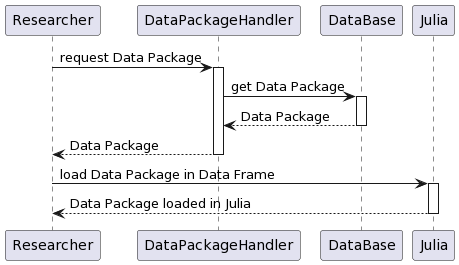 Researcher DataPackageHandler DataBase Julia
request Data Package
get Data Package
Data Package
Data Package
load Data Package in Data Frame
Data Package loaded in Julia
Researcher DataPackageHandler DataBase Julia